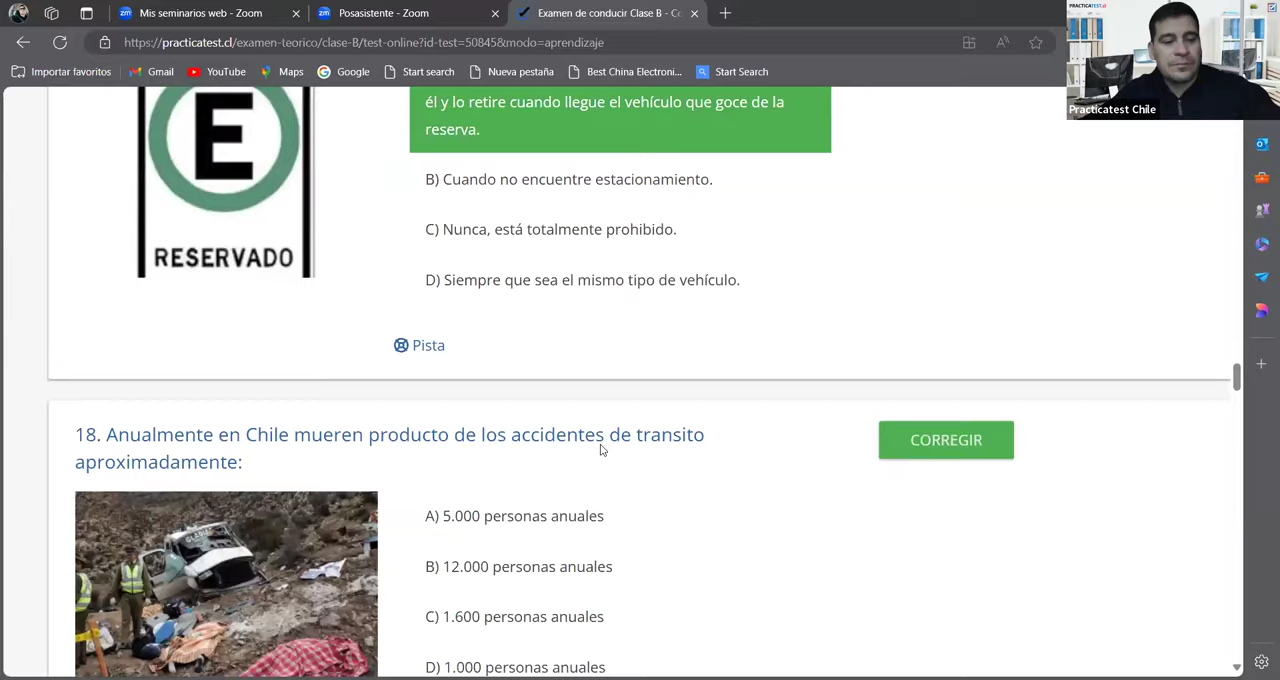 Mis seminarios web - Zoom
Posasistente - Zoom
Examen de conducir Clase B - Co
https://practicatest.cl/examen-teorico/clase-B/test-online?id-test=50845&modo=aprendizaje
Importar favoritos
Gmail
YouTube
Maps
Google
Start search
Nueva pestaña
Best China Electroni...
Start Search
PRACTICATEST.cl
Practicatest Chile
E
RESERVADO
él y lo retire cuando llegue el vehículo que goce de la
reserva.
B) Cuando no encuentre estacionamiento.
C) Nunca, está totalmente prohibido.
D) Siempre que sea el mismo tipo de vehículo.
Pista
18. Anualmente en Chile mueren producto de los accidentes de transito
aproximadamente:
CORREGIR
A) 5.000 personas anuales
B) 12.000 personas anuales
C) 1.600 personas anuales
D) 1.000 personas anuales